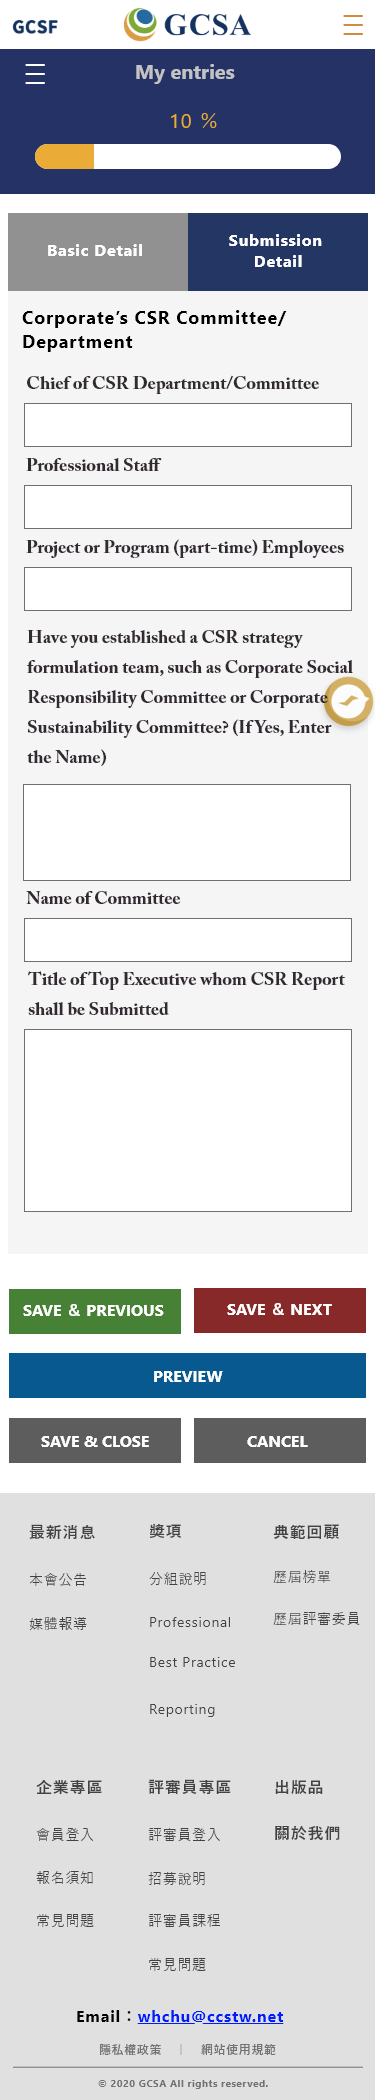 GCSF
GCSA
My entries
10 %
Basic Detail
Submission
Detail
Corporate’s CSR Committee/
Department
Chief of CSR Department/Committee
Professional Staff
Project or Program (part-time) Employees
Have you established a CSR strategy
formulation team, such as Corporate Social
Responsibility Committee or Corporate
Sustainability Committee? (If Yes, Enter
the Name)
Name of Committee
Title of Top Executive whom CSR Report
shall be Submitted
SAVE & PREVIOUS
SAVE & NEXT
PREVIEW
SAVE & CLOSE
CANCEL
最新消息
本會公告
媒體報導
獎項
分組說明
Professional
Best Practice
Reporting
典範回顧
歷屆榜單
歷屆評審委員
企業專區
會員登入
報名須知
常見問題
評審員專區
評審員登入
招募說明
評審員課程
常見問題
出版品
關於我們
Email：whchu@ccstw.net
隱私權政策 | 網站使用規範
© 2020 GCSA All rights reserved.